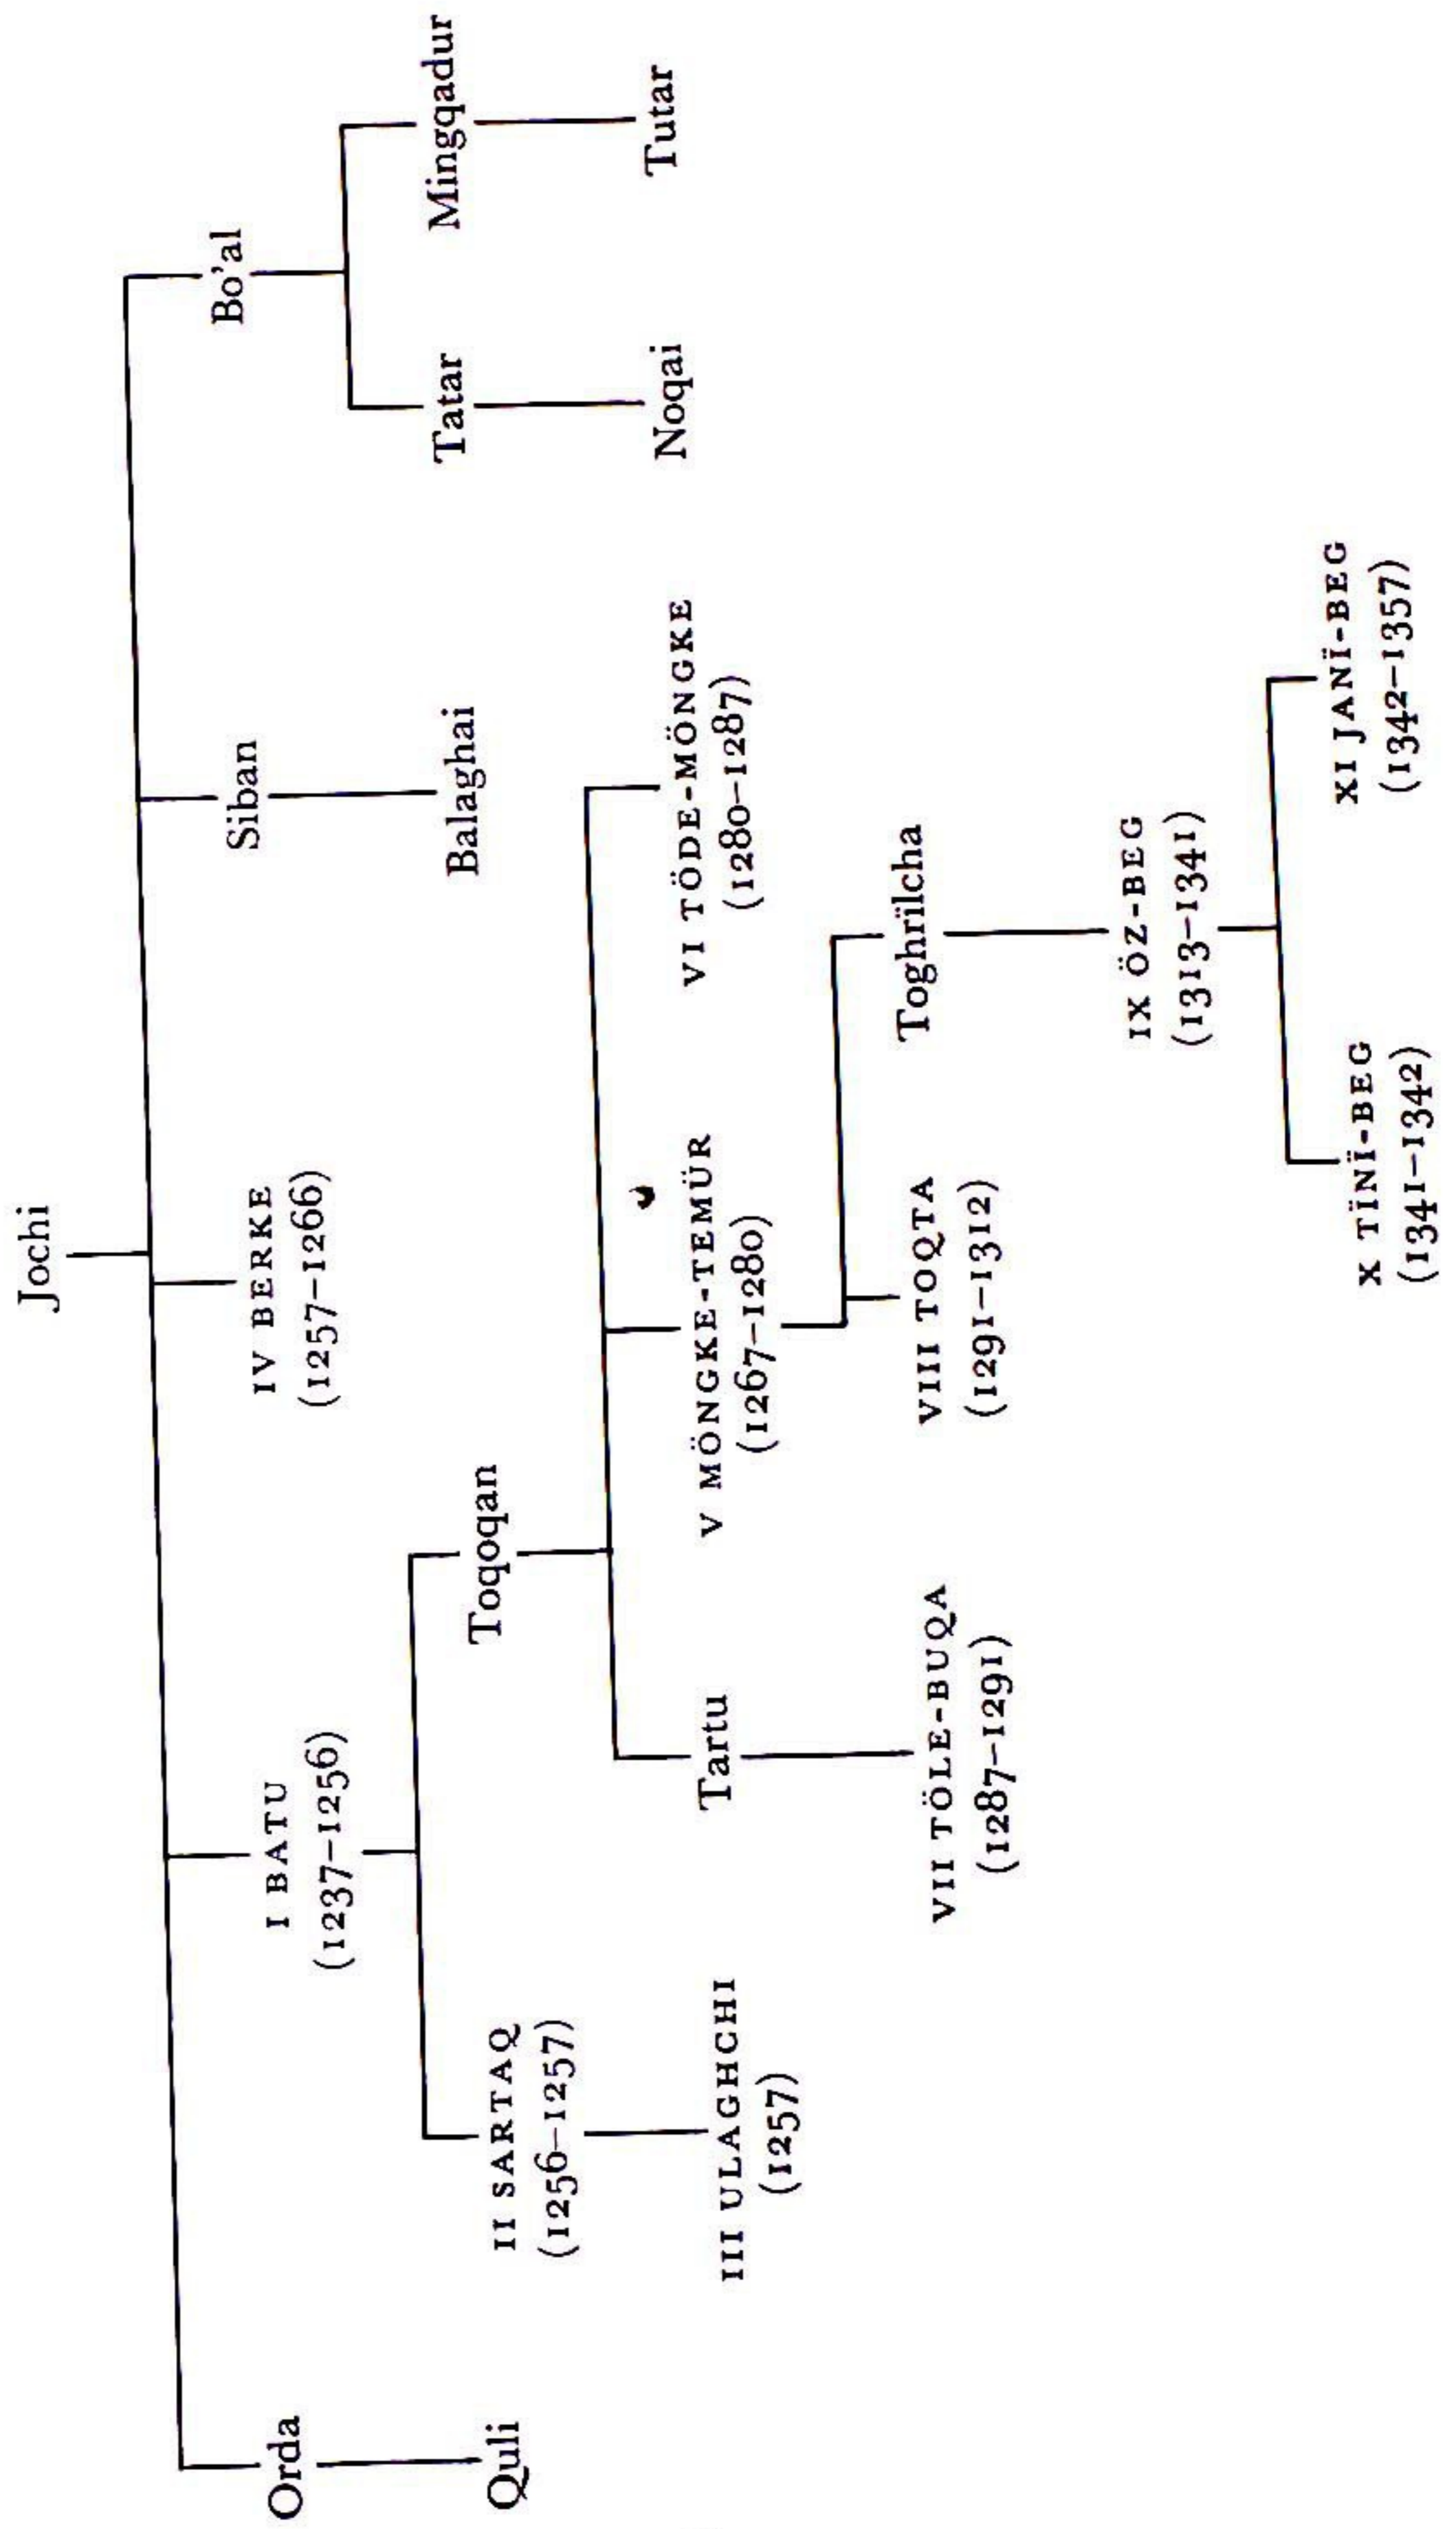 Jochi
Orda
I BATU
(1237–1256)
IV BERKE
(1257–1266)
Siban
Bo’al
Quli
II SARTAQ
(1256–1257)
Toqoqan
Balaghai
Tatar
Mingqadur
III ULAGHCHI
(1257)
Tartu
V MÖNGKE-TEMÜR
(1267–1280)
VI TÖDE-MÖNGKE
(1280–1287)
Noqai
Tutar
VII TÖLE-BUQA
(1287–1291)
VIII TOQTA
(1291–1312)
Toghrïlcha
IX ÖZ-BEG
(1313–1341)
X TÏNÏ-BEG
(1341–1342)
XI JANÏ-BEG
(1342–1357)